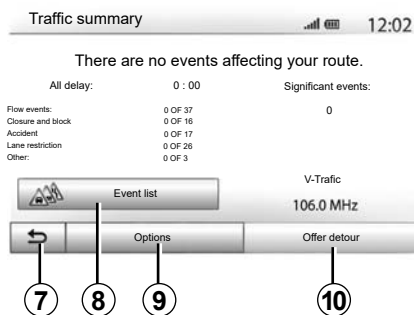 Traffic summary 12:02
There are no events affecting your route.
All delay: 0 : 00 Significant events:
Flow events: 0 OF 37 0
Closure and block 0 OF 16
Accident 0 OF 17
Lane restriction 0 OF 26
Other: 0 OF 3
V-Trafic
Event list
106.0 MHz
Options Offer detour
7 8 9 10